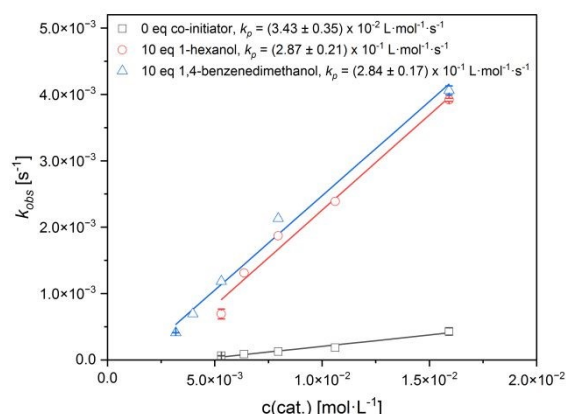 0 eq co-initiator, kₚ = (3.43 ± 0.35) x 10⁻² L·mol⁻¹·s⁻¹
10 eq 1-hexanol, kₚ = (2.87 ± 0.21) x 10⁻¹ L·mol⁻¹·s⁻¹
10 eq 1,4-benzenedimethanol, kₚ = (2.84 ± 0.17) x 10⁻¹ L·mol⁻¹·s⁻¹
5.0×10⁻³
4.0×10⁻³
3.0×10⁻³
2.0×10⁻³
1.0×10⁻³
0.0
k_obs [s⁻¹]
0.0 5.0×10⁻³ 1.0×10⁻² 1.5×10⁻² 2.0×10⁻²
c(cat.) [mol·L⁻¹]